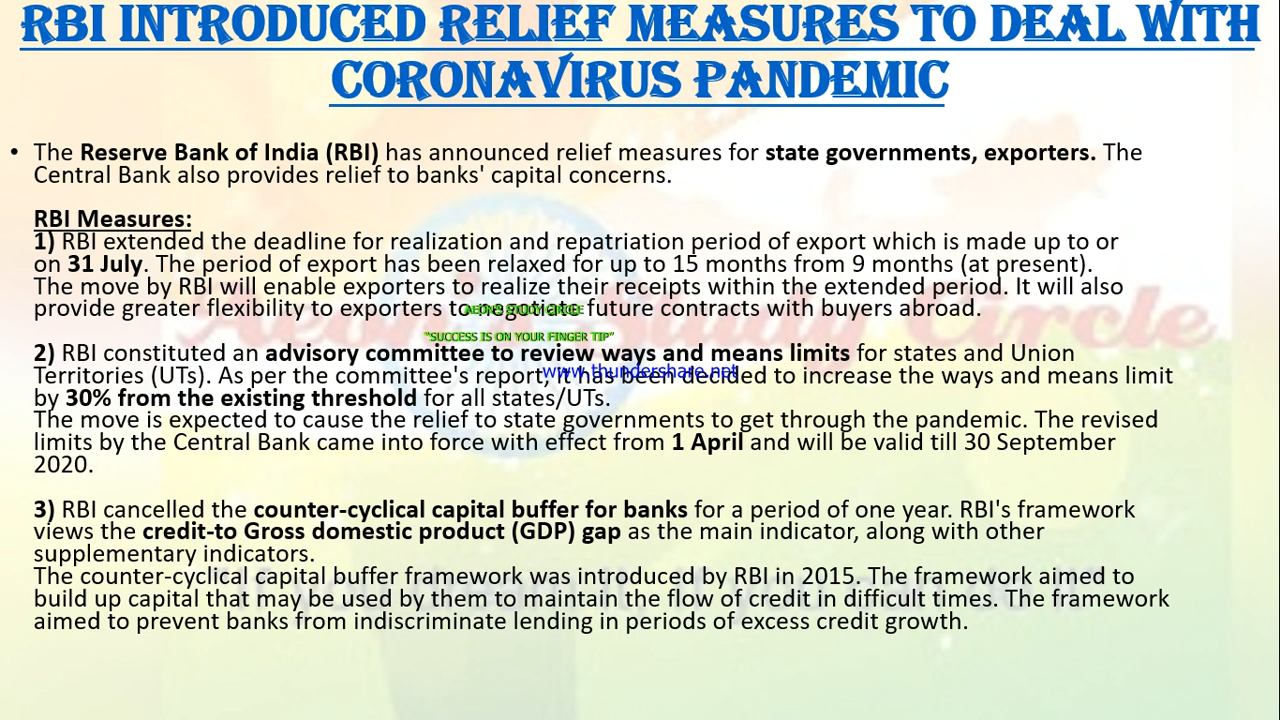 RBI INTRODUCED RELIEF MEASURES TO DEAL WITH
CORONAVIRUS PANDEMIC
• The Reserve Bank of India (RBI) has announced relief measures for state governments, exporters. The
Central Bank also provides relief to banks' capital concerns.
RBI Measures:
1) RBI extended the deadline for realization and repatriation period of export which is made up to or
on 31 July. The period of export has been relaxed for up to 15 months from 9 months (at present).
The move by RBI will enable exporters to realize their receipts within the extended period. It will also
provide greater flexibility to exporters to negotiate future contracts with buyers abroad.
AEON'S STUDY CIRCLE
"SUCCESS IS ON YOUR FINGER TIP"
2) RBI constituted an advisory committee to review ways and means limits for states and Union
Territories (UTs). As per the committee's report, it has been decided to increase the ways and means limit
www.thundershare.net
by 30% from the existing threshold for all states/UTs.
The move is expected to cause the relief to state governments to get through the pandemic. The revised
limits by the Central Bank came into force with effect from 1 April and will be valid till 30 September
2020.
3) RBI cancelled the counter-cyclical capital buffer for banks for a period of one year. RBI's framework
views the credit-to Gross domestic product (GDP) gap as the main indicator, along with other
supplementary indicators.
The counter-cyclical capital buffer framework was introduced by RBI in 2015. The framework aimed to
build up capital that may be used by them to maintain the flow of credit in difficult times. The framework
aimed to prevent banks from indiscriminate lending in periods of excess credit growth.